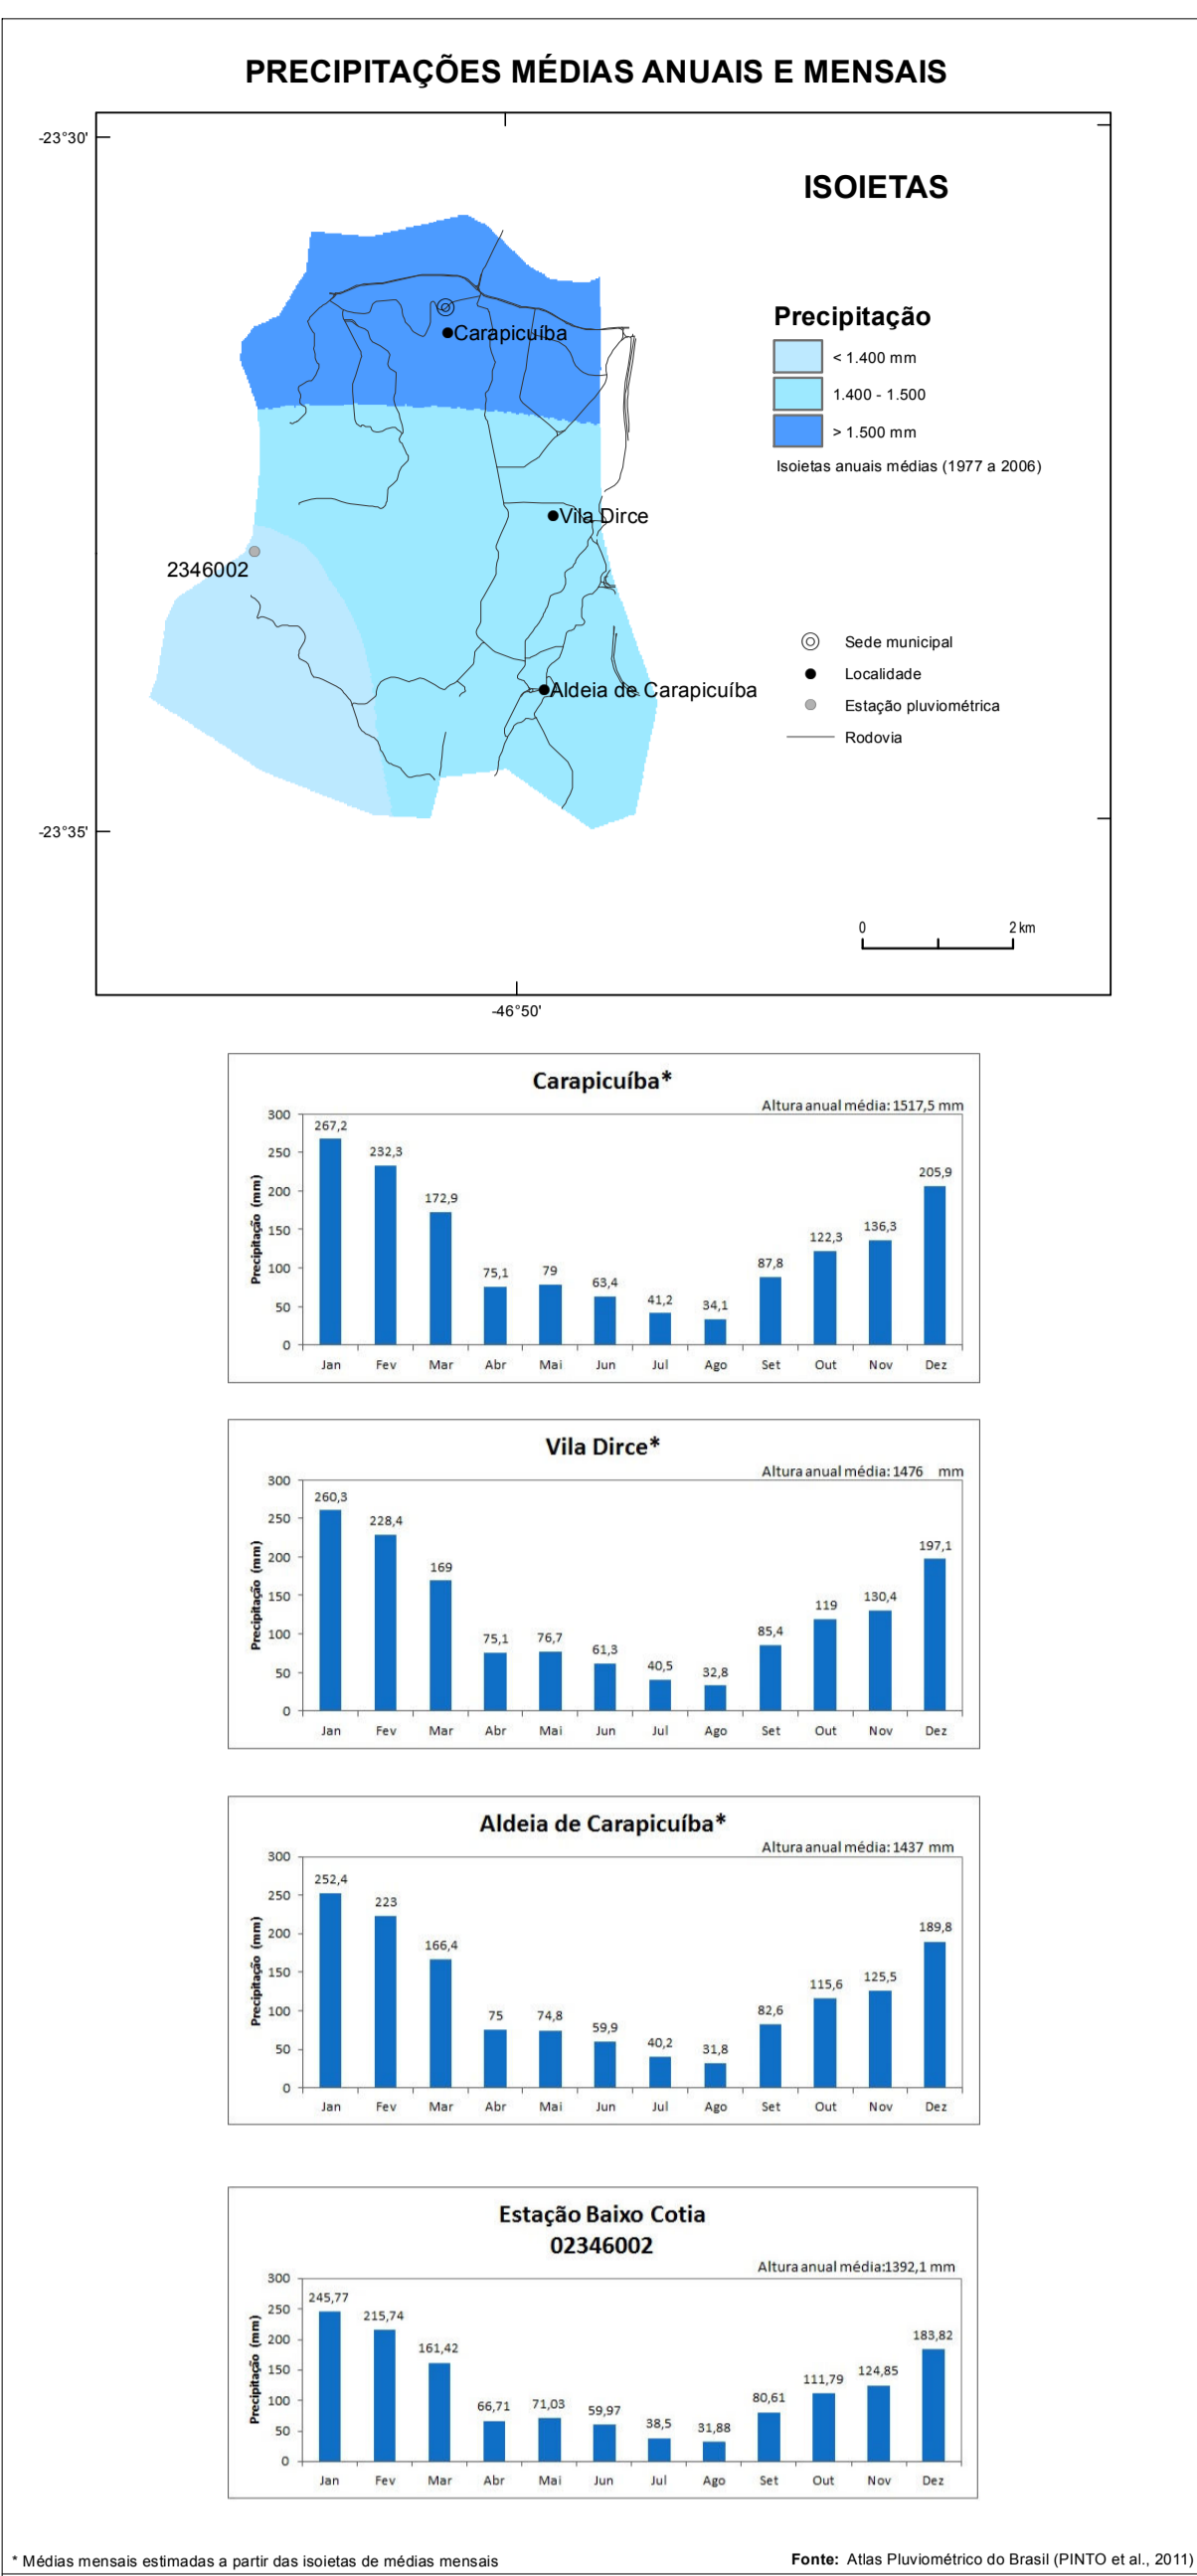 PRECIPITAÇÕES MÉDIAS ANUAIS E MENSAIS
-23°30'
ISOIETAS
Precipitação
< 1.400 mm
1.400 - 1.500
> 1.500 mm
Isoietas anuais médias (1977 a 2006)
Carapicuíba
Vila Dirce
2346002
Aldeia de Carapicuíba
Sede municipal
Localidade
Estação pluviométrica
Rodovia
-23°35'
0 2 km
-46°50'
Carapicuíba*
Altura anual média: 1517,5 mm
Precipitação (mm)
300
250
200
150
100
50
0
267,2 232,3 172,9 75,1 79 63,4 41,2 34,1 87,8 122,3 136,3 205,9
Jan Fev Mar Abr Mai Jun Jul Ago Set Out Nov Dez
Vila Dirce*
Altura anual média: 1476 mm
Precipitação (mm)
300
250
200
150
100
50
0
260,3 228,4 169 75,1 76,7 61,3 40,5 32,8 85,4 119 130,4 197,1
Jan Fev Mar Abr Mai Jun Jul Ago Set Out Nov Dez
Aldeia de Carapicuíba*
Altura anual média: 1437 mm
Precipitação (mm)
300
250
200
150
100
50
0
252,4 223 166,4 75 74,8 59,9 40,2 31,8 82,6 115,6 125,5 189,8
Jan Fev Mar Abr Mai Jun Jul Ago Set Out Nov Dez
Estação Baixo Cotia
02346002
Altura anual média:1392,1 mm
Precipitação (mm)
300
250
200
150
100
50
0
245,77 215,74 161,42 66,71 71,03 59,97 38,5 31,88 80,61 111,79 124,85 183,82
Jan Fev Mar Abr Mai Jun Jul Ago Set Out Nov Dez
* Médias mensais estimadas a partir das isoietas de médias mensais
Fonte: Atlas Pluviométrico do Brasil (PINTO et al., 2011)